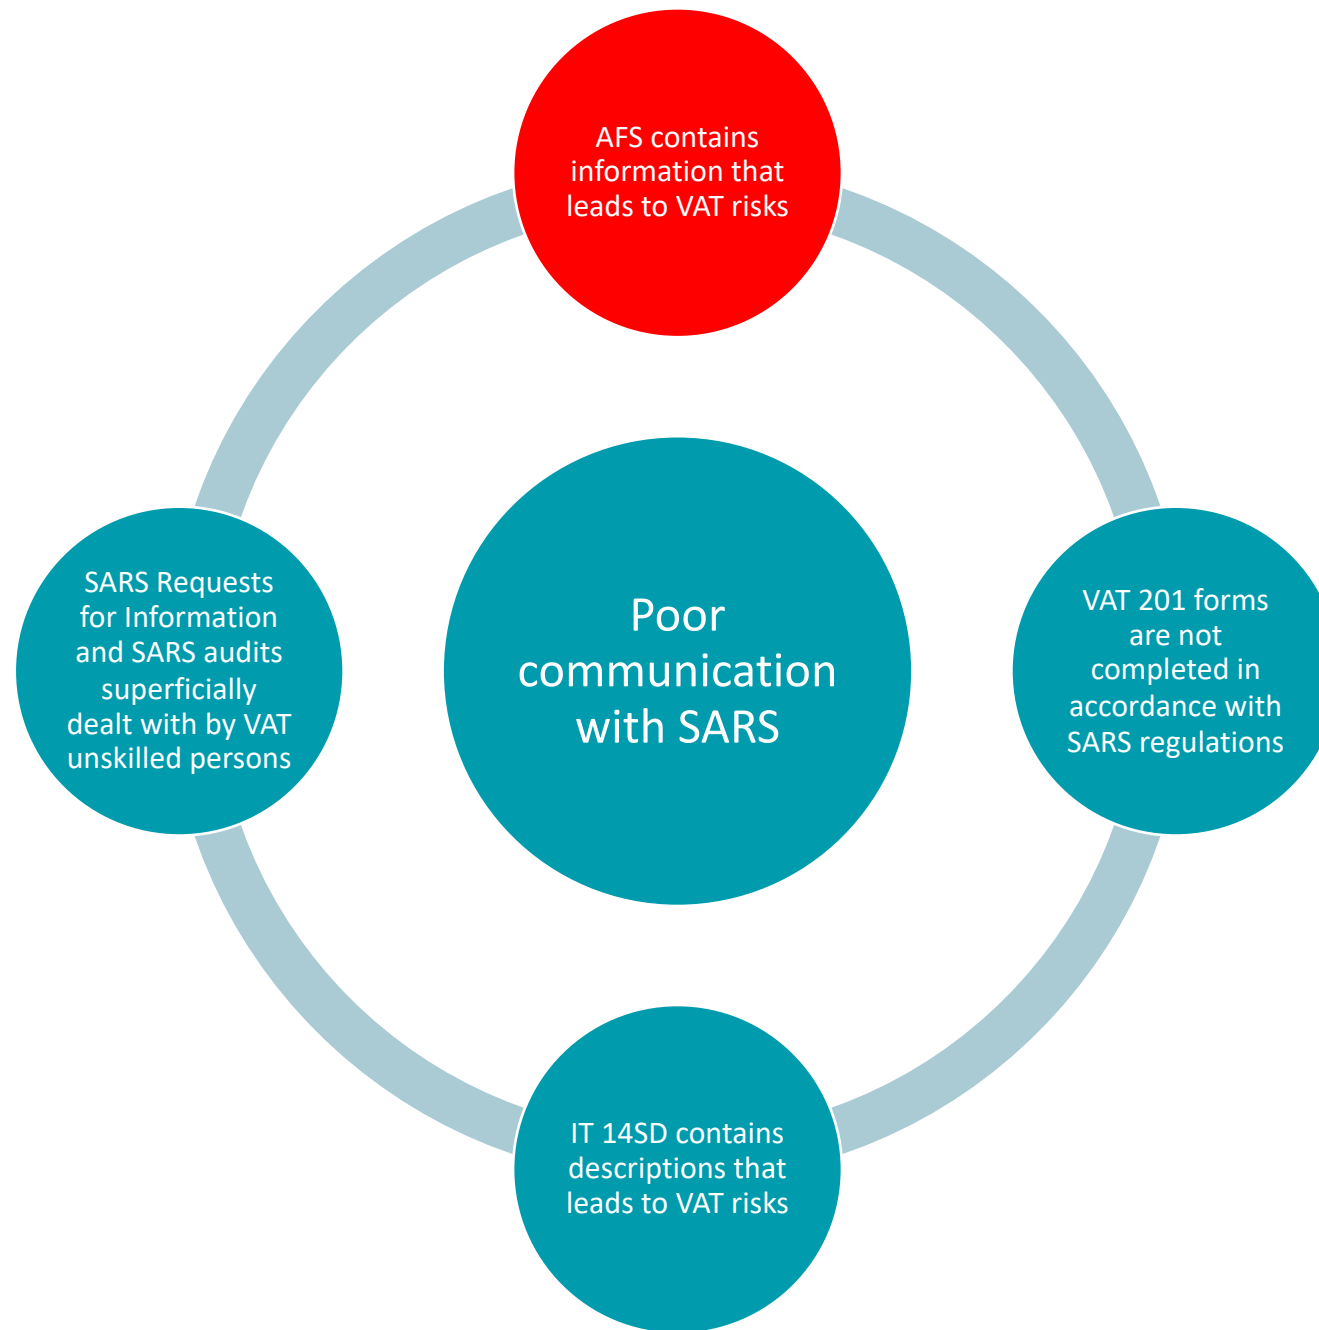 AFS contains
information that
leads to VAT risks
SARS Requests
for Information
and SARS audits
superficially
dealt with by VAT
unskilled persons
Poor
communication
with SARS
VAT 201 forms
are not
completed in
accordance with
SARS regulations
IT 14SD contains
descriptions that
leads to VAT risks